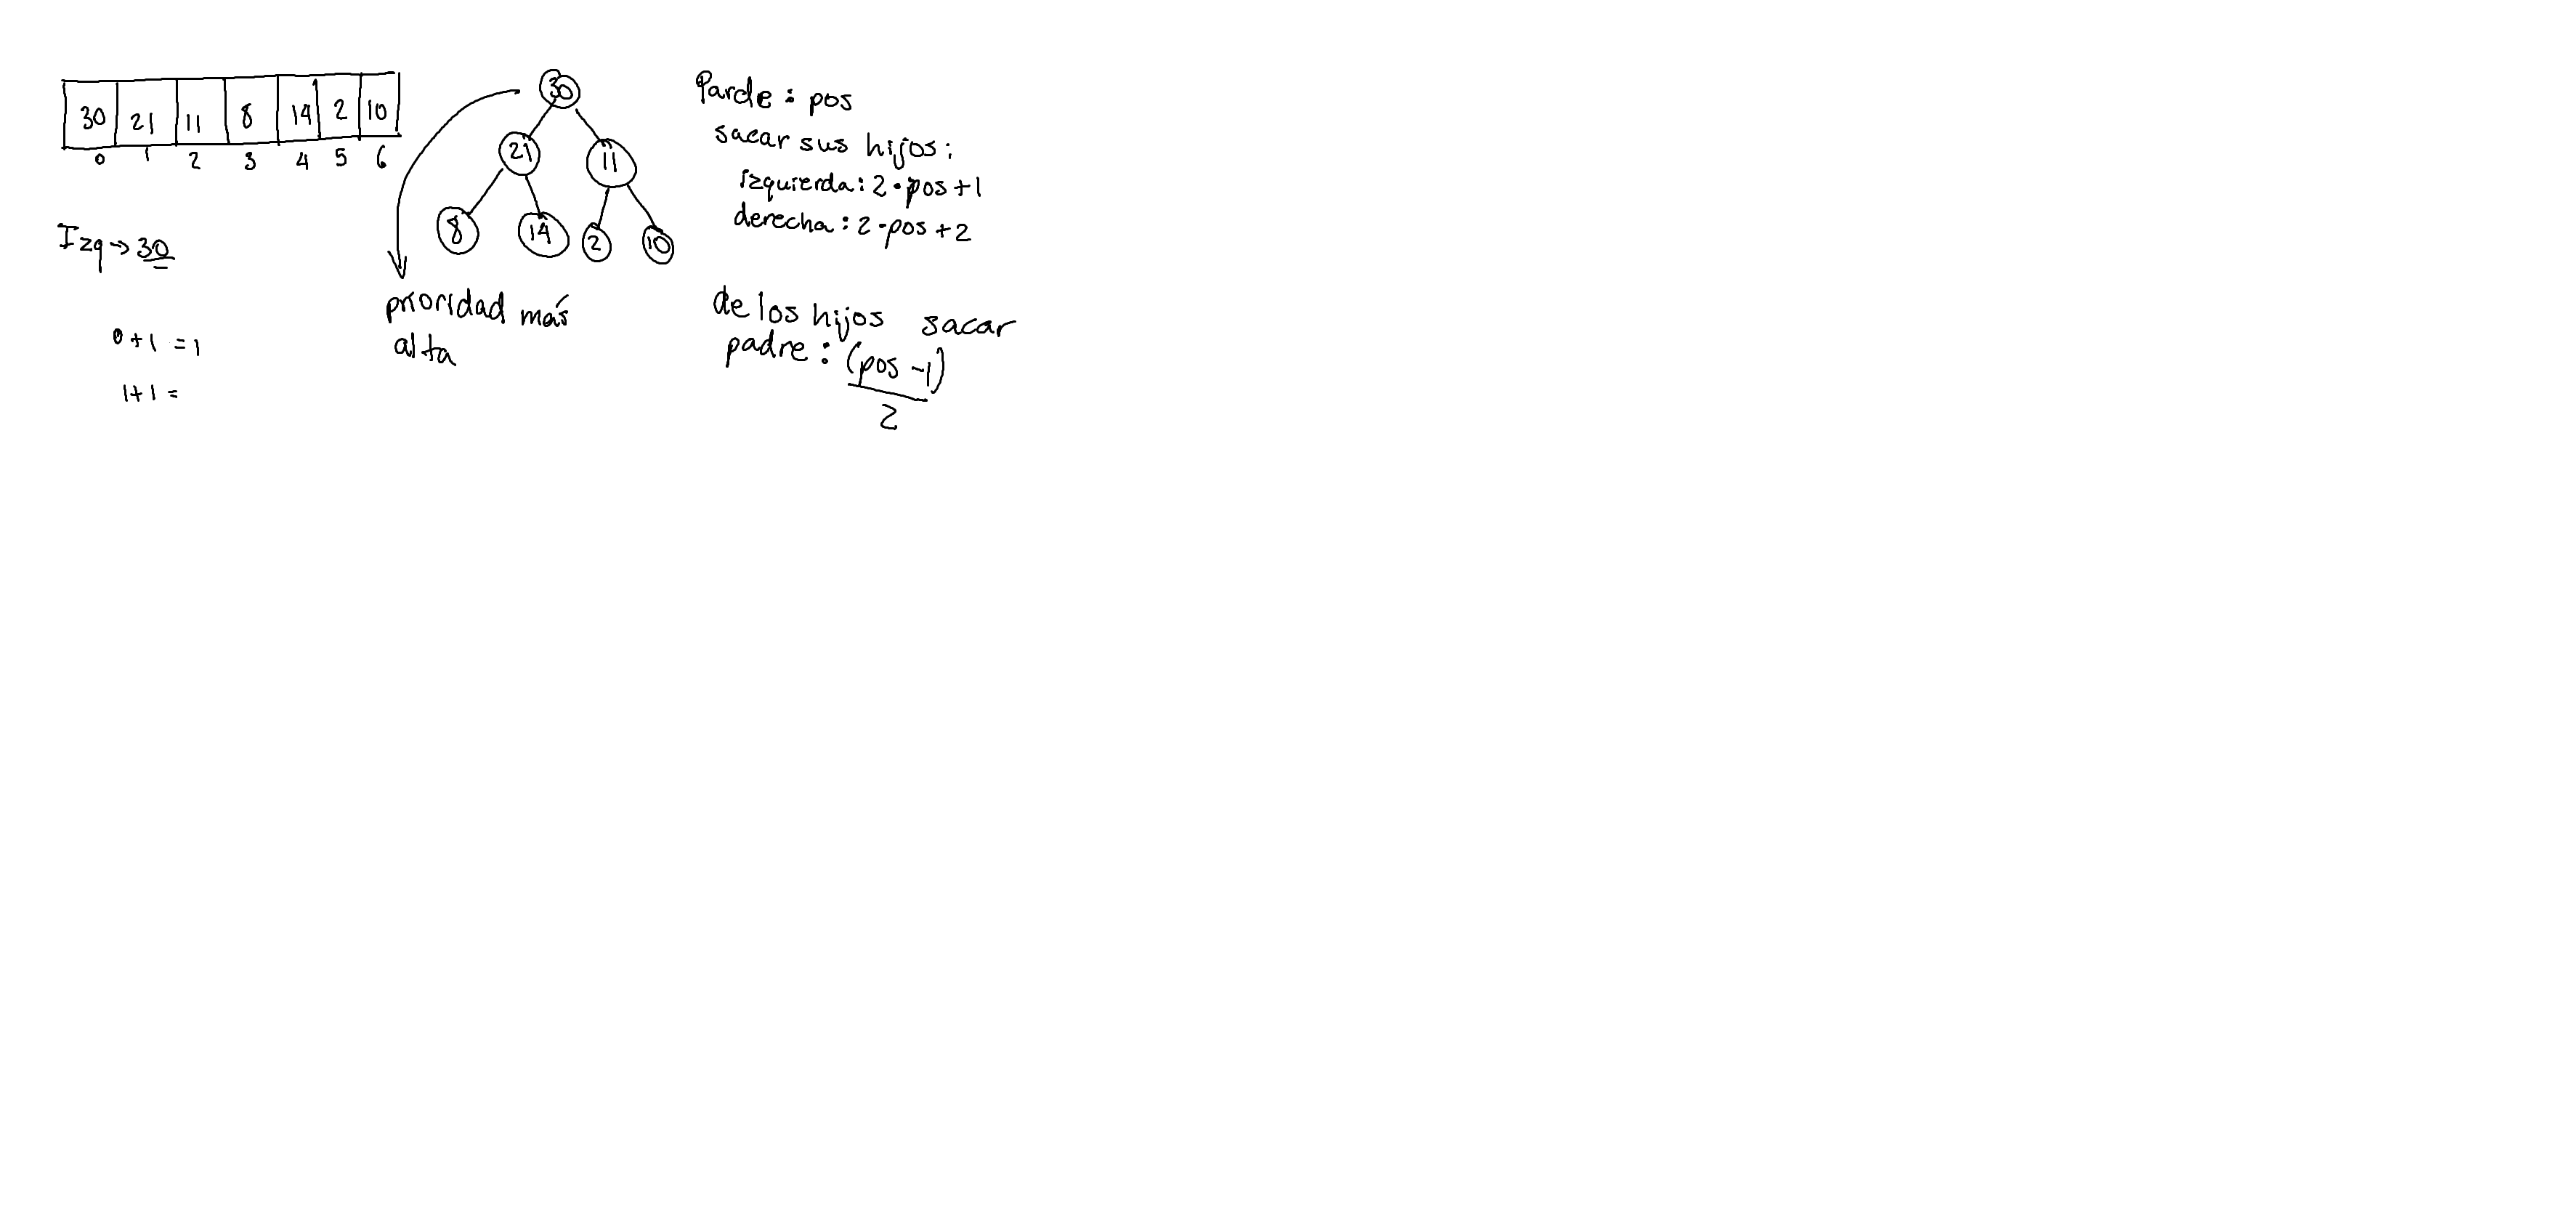 30 21 11 8 14 2 10
0 1 2 3 4 5 6
Izq → 30
0+1 = 1
1+1 =
30
21 11
8 14 2 10
prioridad más
alta
Parde : pos
sacar sus hijos:
izquierda: 2·pos+1
derecha: 2·pos+2
de los hijos sacar
padre: (pos -1)
2